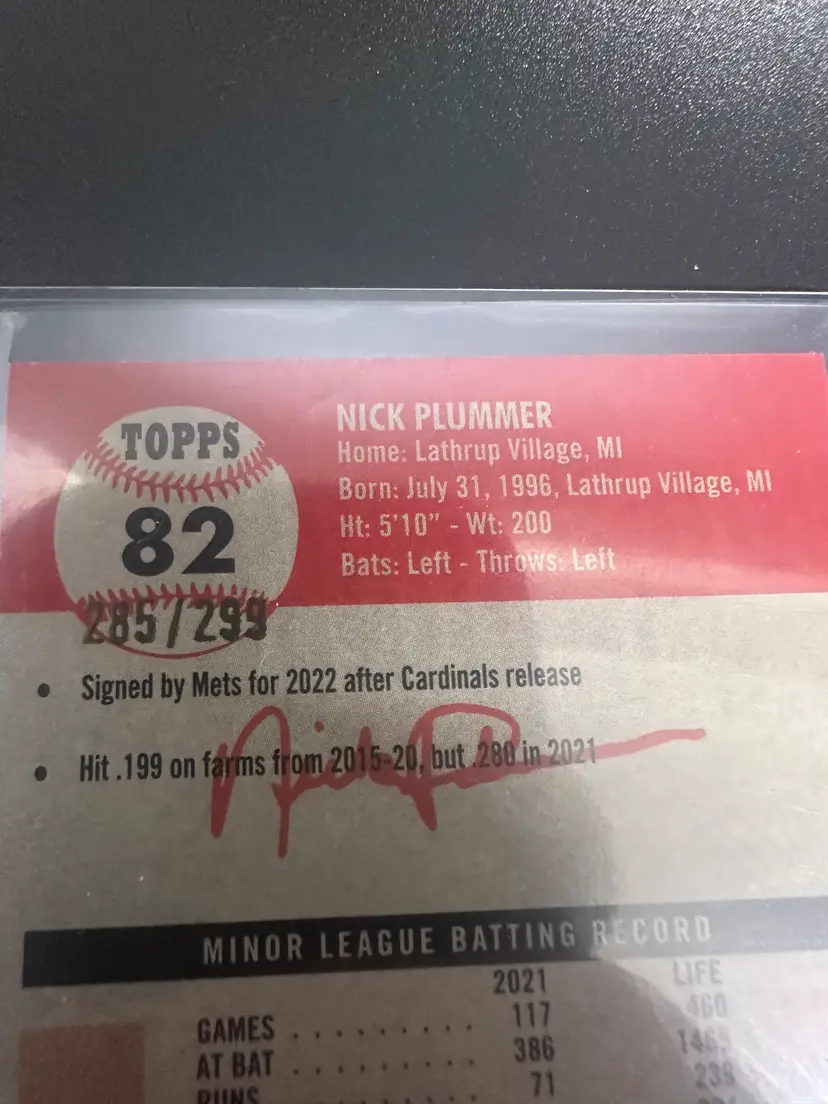 TOPPS
82
285/299
NICK PLUMMER
Home: Lathrup Village, MI
Born: July 31, 1996, Lathrup Village, MI
Ht: 5'10" - Wt: 200
Bats: Left - Throws: Left
• Signed by Mets for 2022 after Cardinals release
Nick Plummer
• Hit .199 on farms from 2015-20, but .280 in 2021
MINOR LEAGUE BATTING RECORD
2021 LIFE
GAMES . . . . . . . . . 117 460
AT BAT . . . . . . . . . 386
RUNS 71